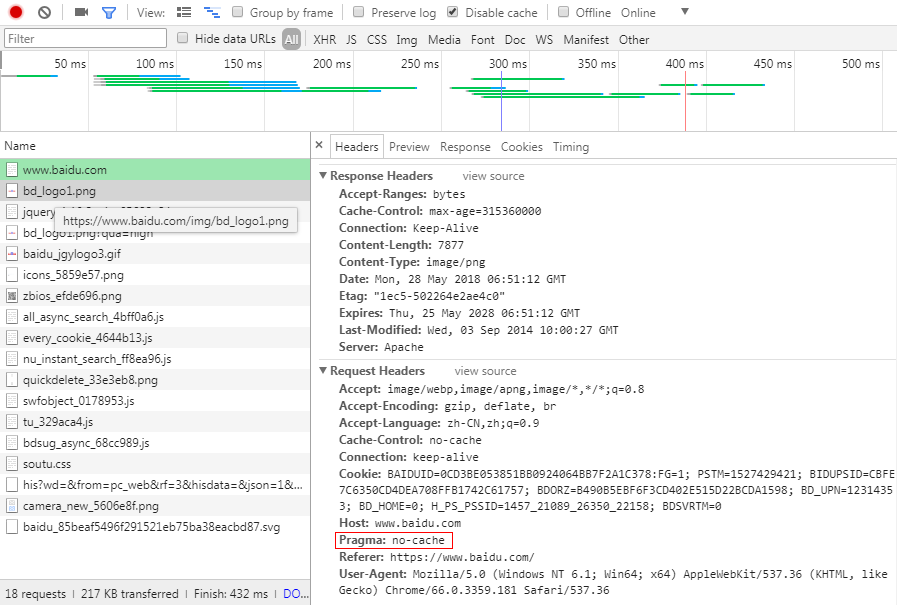 View: Group by frame Preserve log Disable cache Offline Online
Filter Hide data URLs All XHR JS CSS Img Media Font Doc WS Manifest Other
50 ms 100 ms 150 ms 200 ms 250 ms 300 ms 350 ms 400 ms 450 ms 500 ms
Name
www.baidu.com
bd_logo1.png
jquery
https://www.baidu.com/img/bd_logo1.png
bd_logo1.png?qua=high
baidu_jgylogo3.gif
icons_5859e57.png
zbios_efde696.png
all_async_search_4bff0a6.js
every_cookie_4644b13.js
nu_instant_search_ff8ea96.js
quickdelete_33e3eb8.png
swfobject_0178953.js
tu_329aca4.js
bdsug_async_68cc989.js
soutu.css
his?wd=&from=pc_web&rf=3&hisdata=&json=1&...
camera_new_5606e8f.png
baidu_85beaf5496f291521eb75ba38eacbd87.svg
18 requests | 217 KB transferred | Finish: 432 ms | DO...
× Headers Preview Response Cookies Timing
Response Headers view source
Accept-Ranges: bytes
Cache-Control: max-age=315360000
Connection: Keep-Alive
Content-Length: 7877
Content-Type: image/png
Date: Mon, 28 May 2018 06:51:12 GMT
Etag: "1ec5-502264e2ae4c0"
Expires: Thu, 25 May 2028 06:51:12 GMT
Last-Modified: Wed, 03 Sep 2014 10:00:27 GMT
Server: Apache
Request Headers view source
Accept: image/webp,image/apng,image/*,*/*;q=0.8
Accept-Encoding: gzip, deflate, br
Accept-Language: zh-CN,zh;q=0.9
Cache-Control: no-cache
Connection: keep-alive
Cookie: BAIDUID=0CD3BE053851BB0924064BB7F2A1C378:FG=1; PSTM=1527429421; BIDUPSID=CBFE
7C6350CD4DEA708FFB1742C61757; BDORZ=B490B5EBF6F3CD402E515D22BCDA1598; BD_UPN=1231435
3; BD_HOME=0; H_PS_PSSID=1457_21089_26350_22158; BDSVRTM=0
Host: www.baidu.com
Pragma: no-cache
Referer: https://www.baidu.com/
User-Agent: Mozilla/5.0 (Windows NT 6.1; Win64; x64) AppleWebKit/537.36 (KHTML, like
Gecko) Chrome/66.0.3359.181 Safari/537.36